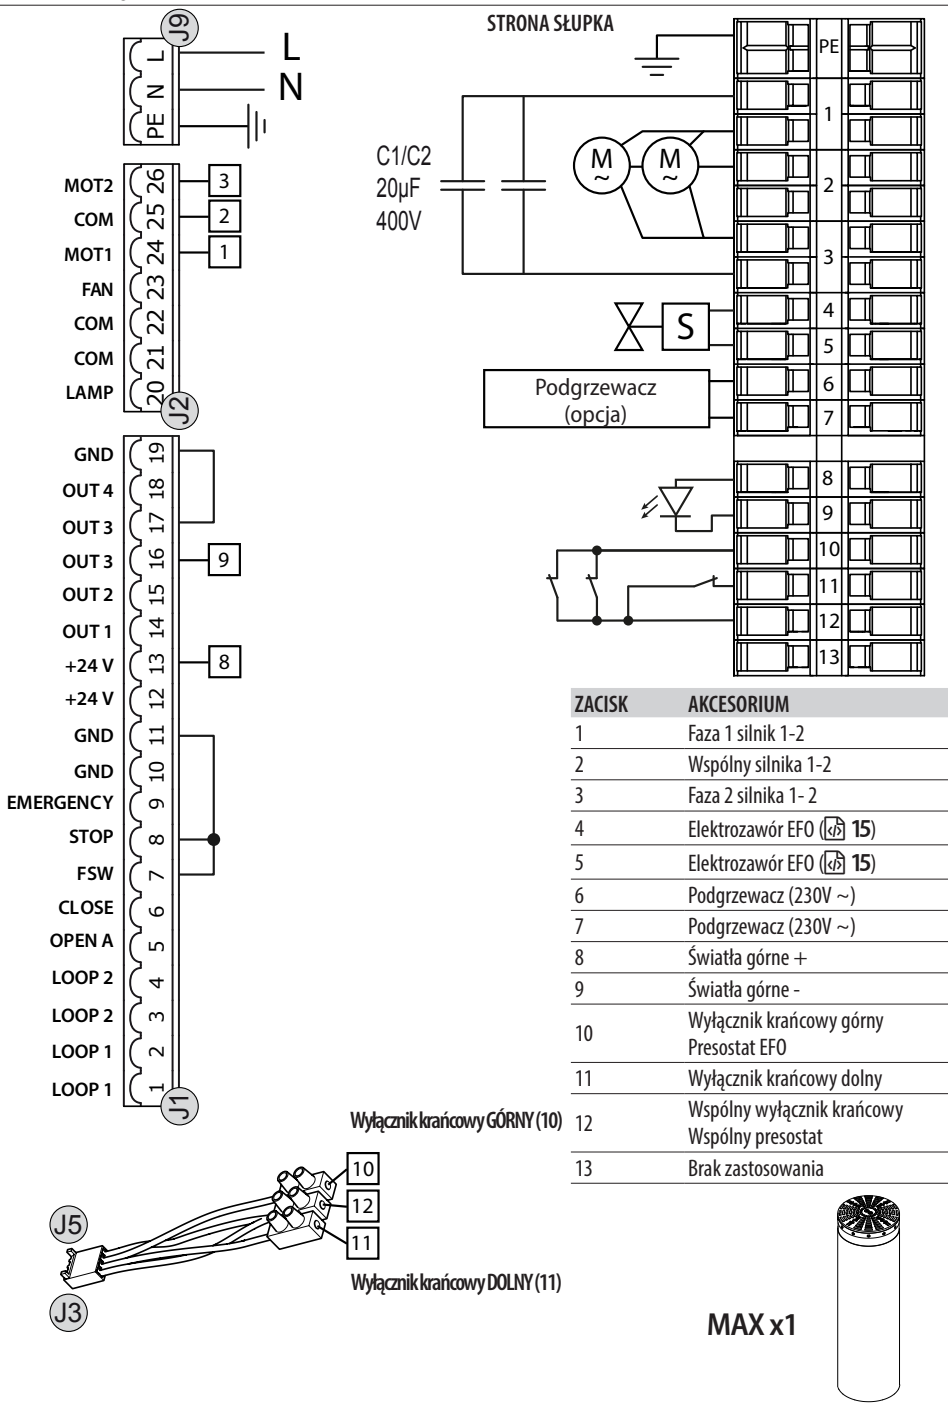 J9
STRONA SŁUPKA
L L
N N
PE
MOT2 26 3
COM 25 2
MOT1 24 1
FAN 23
COM 22
COM 21
LAMP 20
J2
C1/C2
20µF
400V
M ~
M ~
S
Podgrzewacz
(opcja)
PE
1
2
3
4
5
6
7
8
9
10
11
12
13
GND 19
OUT 4 18
OUT 3 17
OUT 3 16 9
OUT 2 15
OUT 1 14
+24 V 13 8
+24 V 12
GND 11
GND 10
EMERGENCY 9
STOP 8
FSW 7
CLOSE 6
OPEN A 5
LOOP 2 4
LOOP 2 3
LOOP 1 2
LOOP 1 1
J1
ZACISK AKCESORIUM
1 Faza 1 silnik 1-2
2 Wspólny silnika 1-2
3 Faza 2 silnika 1- 2
4 Elektrozawór EFO (</> 15)
5 Elektrozawór EFO (</> 15)
6 Podgrzewacz (230V ~)
7 Podgrzewacz (230V ~)
8 Światła górne +
9 Światła górne -
10 Wyłącznik krańcowy górny
Presostat EFO
11 Wyłącznik krańcowy dolny
12 Wspólny wyłącznik krańcowy
Wspólny presostat
13 Brak zastosowania
Wyłącznik krańcowy GÓRNY (10)
10
12
11
J5
J3
Wyłącznik krańcowy DOLNY (11)
MAX x1